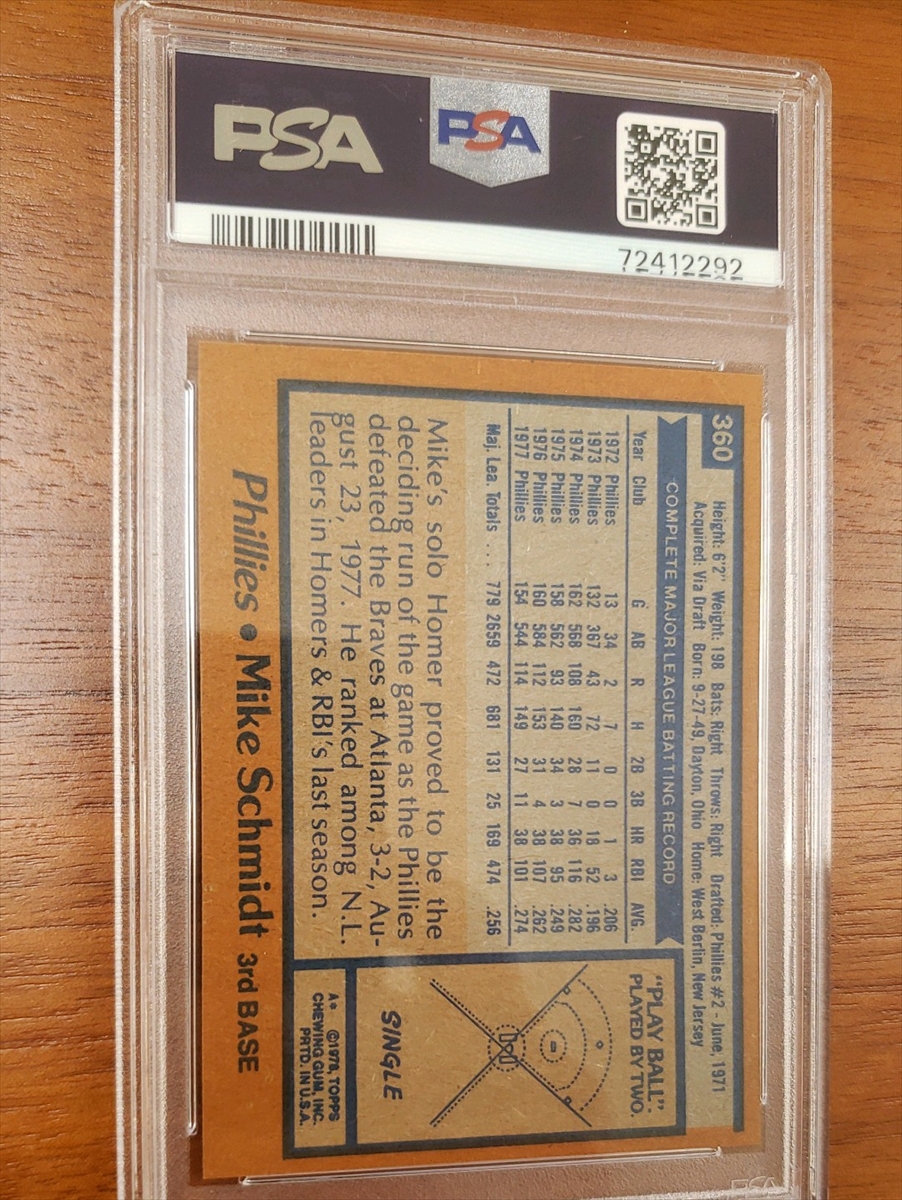 PSA
PSA
72412292
360
Height: 6'2" Weight: 198 Bats: Right Throws: Right Drafted: Phillies #2 - June, 1971
Acquired: Via Draft Born: 9-27-49, Dayton, Ohio Home: West Berlin, New Jersey
COMPLETE MAJOR LEAGUE BATTING RECORD
Year Club G AB R H 2B 3B HR RBI AVG.
1972 Phillies 13 34 2 7 0 0 1 3 .206
1973 Phillies 132 367 43 72 11 0 18 52 .196
1974 Phillies 162 568 108 160 28 7 36 116 .282
1975 Phillies 158 562 93 140 34 3 38 95 .249
1976 Phillies 160 584 112 153 31 4 38 107 .262
1977 Phillies 154 544 114 149 27 11 38 101 .274
Maj. Lea. Totals . . . 779 2659 472 681 131 25 169 474 .256
Mike's solo Homer proved to be the
deciding run of the game as the Phillies
defeated the Braves at Atlanta, 3-2, Au-
gust 23, 1977. He ranked among N.L.
leaders in Homers & RBI's last season.
"PLAY BALL":
PLAYED BY TWO.
SINGLE
A* ©1978, TOPPS
CHEWING GUM, INC.
PRTD. IN U.S.A.
Phillies • Mike Schmidt 3rd BASE
PSA